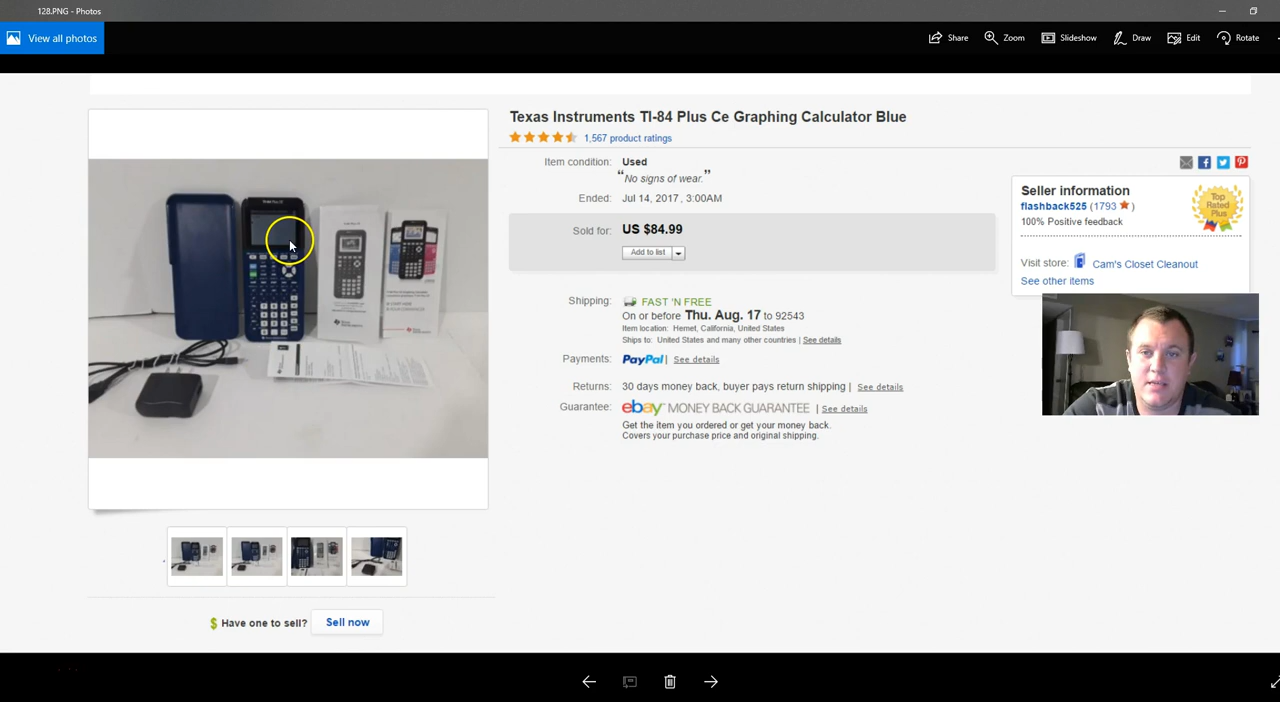 128.PNG - Photos
View all photos
Share
Zoom
Slideshow
Draw
Edit
Rotate
Texas Instruments TI-84 Plus Ce Graphing Calculator Blue
1,567 product ratings
Item condition: Used
“No signs of wear.”
Ended: Jul 14, 2017 , 3:00AM
Sold for: US $84.99
Add to list
Shipping: FAST 'N FREE
On or before Thu. Aug. 17 to 92543
Item location: Hemet, California, United States
Ships to: United States and many other countries | See details
Payments: PayPal | See details
Returns: 30 days money back, buyer pays return shipping | See details
Guarantee: ebay MONEY BACK GUARANTEE | See details
Get the item you ordered or get your money back.
Covers your purchase price and original shipping.
Seller information
flashback525 (1793 )
100% Positive feedback
Top Rated Plus
Visit store: Cam's Closet Cleanout
See other items
$ Have one to sell? Sell now